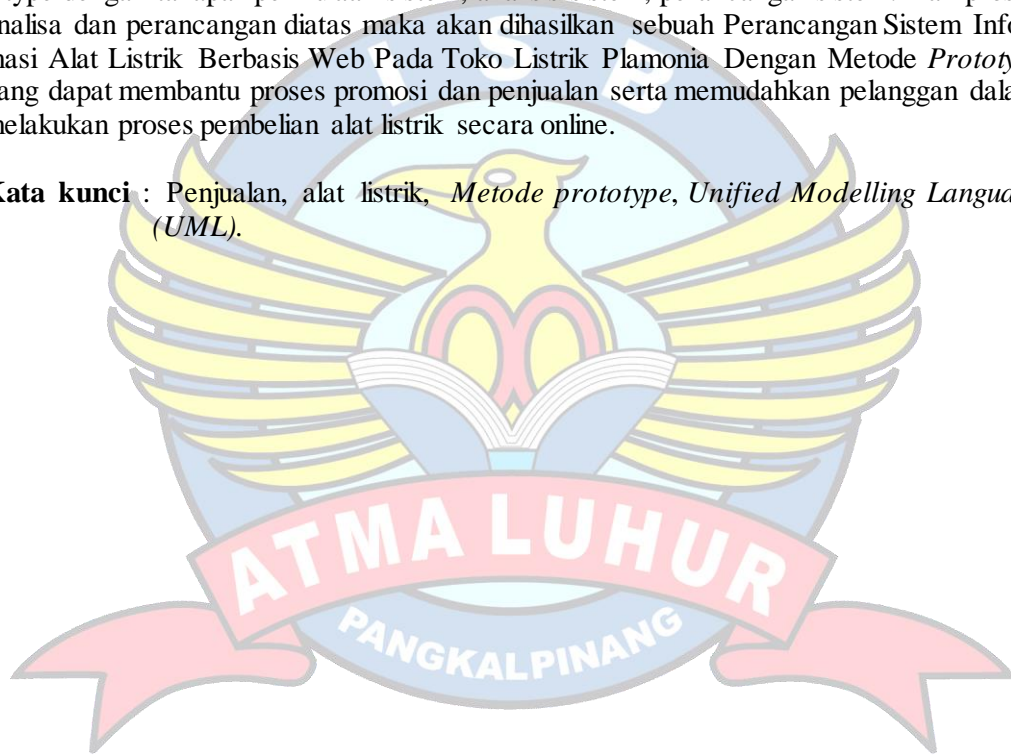 analisa dan perancangan diatas maka akan dihasilkan sebuah Perancangan Sistem Info
masi Alat Listrik Berbasis Web Pada Toko Listrik Plamonia Dengan Metode Prototy
yang dapat membantu proses promosi dan penjualan serta memudahkan pelanggan dala
melakukan proses pembelian alat listrik secara online.
Kata kunci : Penjualan, alat listrik, Metode prototype, Unified Modelling Langua
(UML).
I S B
ATMA LUHUR
PANGKALPINANG